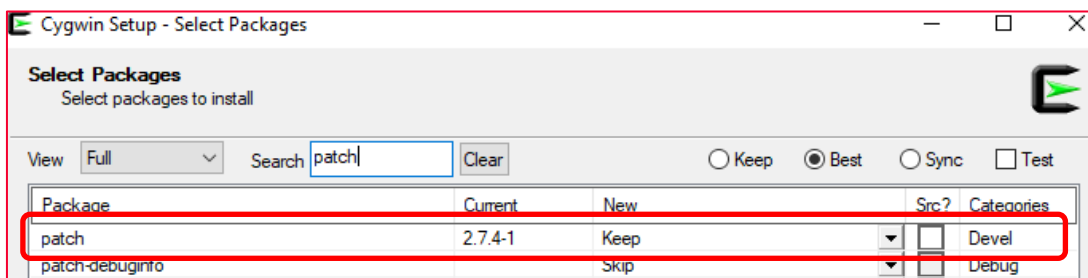 Cygwin Setup - Select Packages
Select Packages
Select packages to install
View Full Search patch Clear Keep Best Sync Test
Package Current New Src? Categories
patch 2.7.4-1 Keep Devel
patch-debuginfo Skip Debug